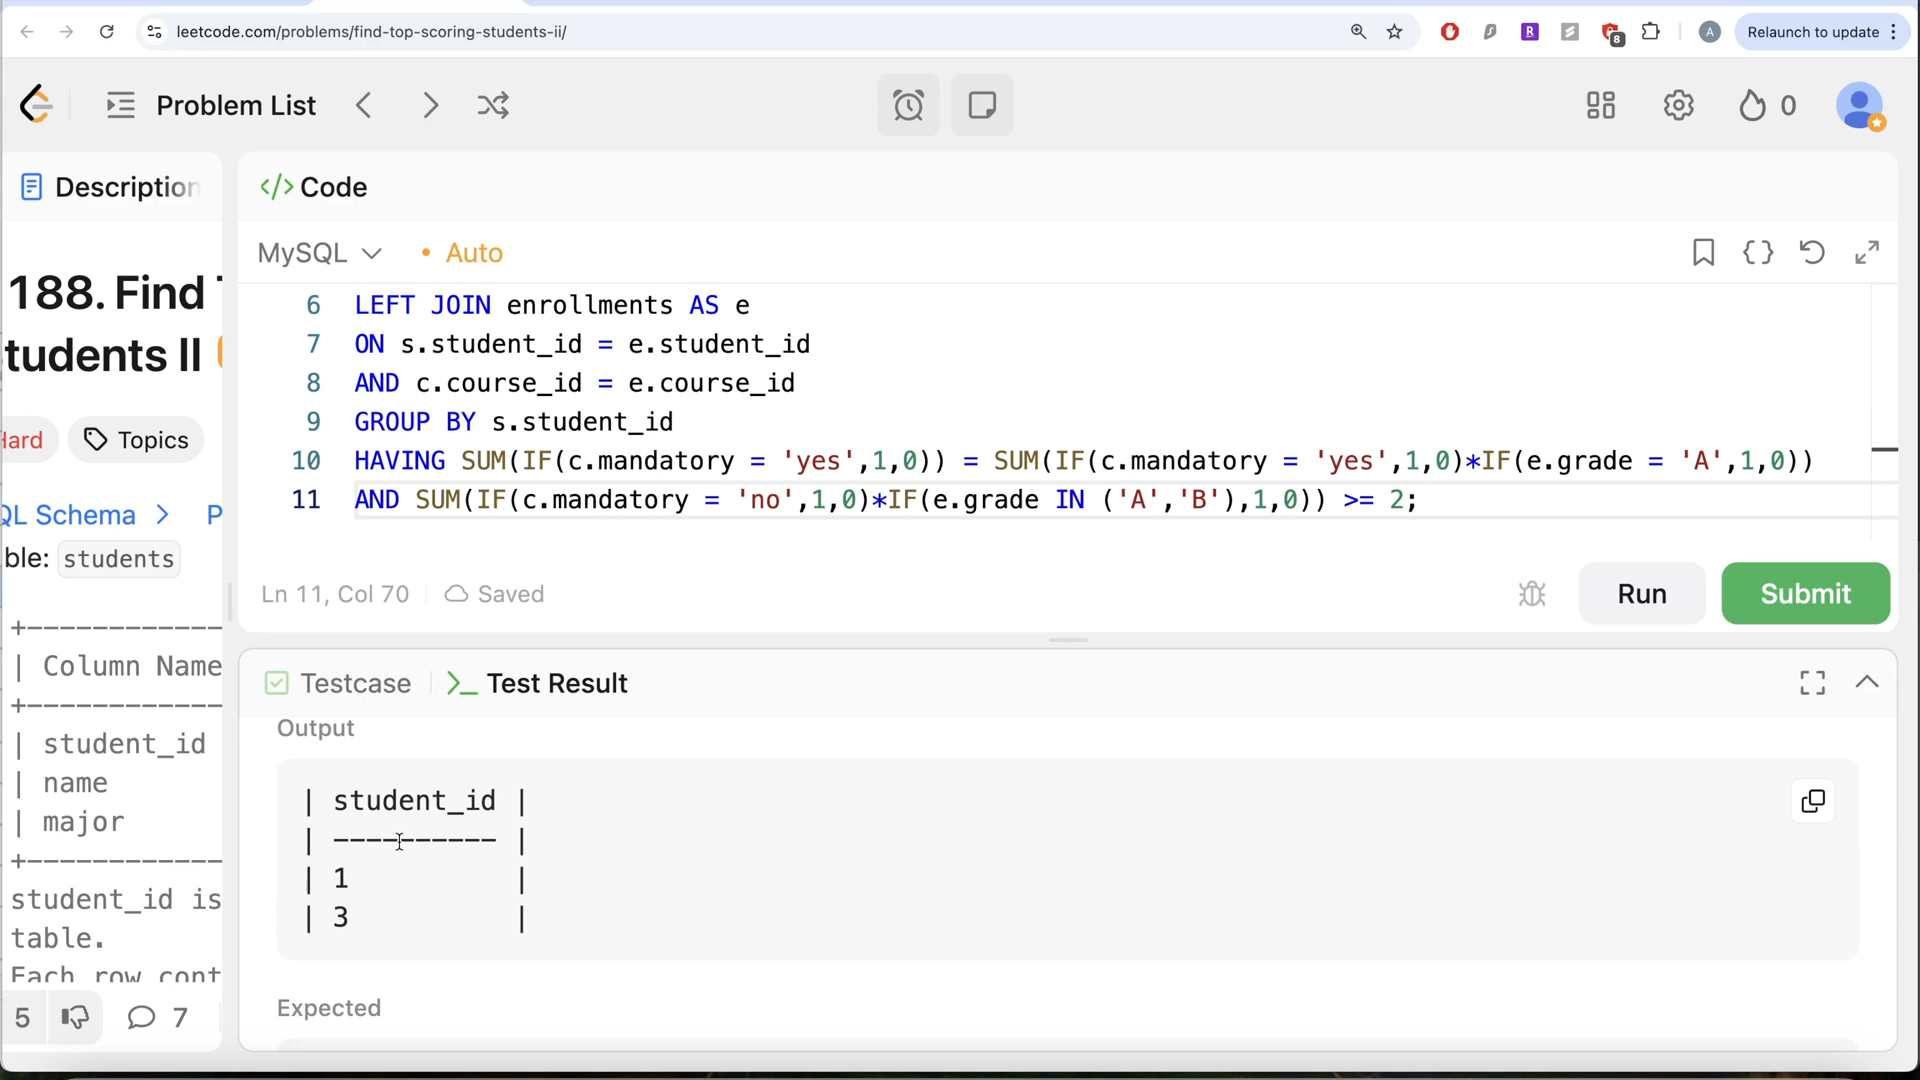 leetcode.com/problems/find-top-scoring-students-ii/
8
A
Relaunch to update
Problem List
0
Description
188. Find
tudents II
Hard
Topics
QL Schema
P
ble: students
+-------------
| Column Name
+-------------
| student_id
| name
| major
+-------------
student_id is
table.
Each row cont
5
7
</> Code
MySQL
• Auto
6 LEFT JOIN enrollments AS e
7 ON s.student_id = e.student_id
8 AND c.course_id = e.course_id
9 GROUP BY s.student_id
10 HAVING SUM(IF(c.mandatory = 'yes',1,0)) = SUM(IF(c.mandatory = 'yes',1,0)*IF(e.grade = 'A',1,0))
11 AND SUM(IF(c.mandatory = 'no',1,0)*IF(e.grade IN ('A','B'),1,0)) >= 2;
Ln 11, Col 70
Saved
Run
Submit
Testcase
>_ Test Result
Output
| student_id |
| ---------- |
| 1 |
| 3 |
Expected